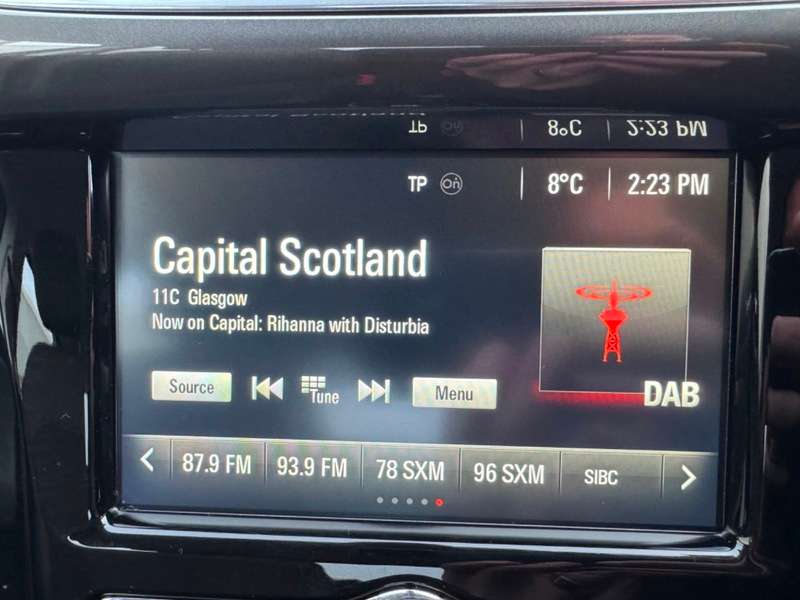 TP On 8°C 2:23 PM
Capital Scotland
11C Glasgow
Now on Capital: Rihanna with Disturbia
Source Tune Menu
DAB
87.9 FM 93.9 FM 78 SXM 96 SXM SIBC